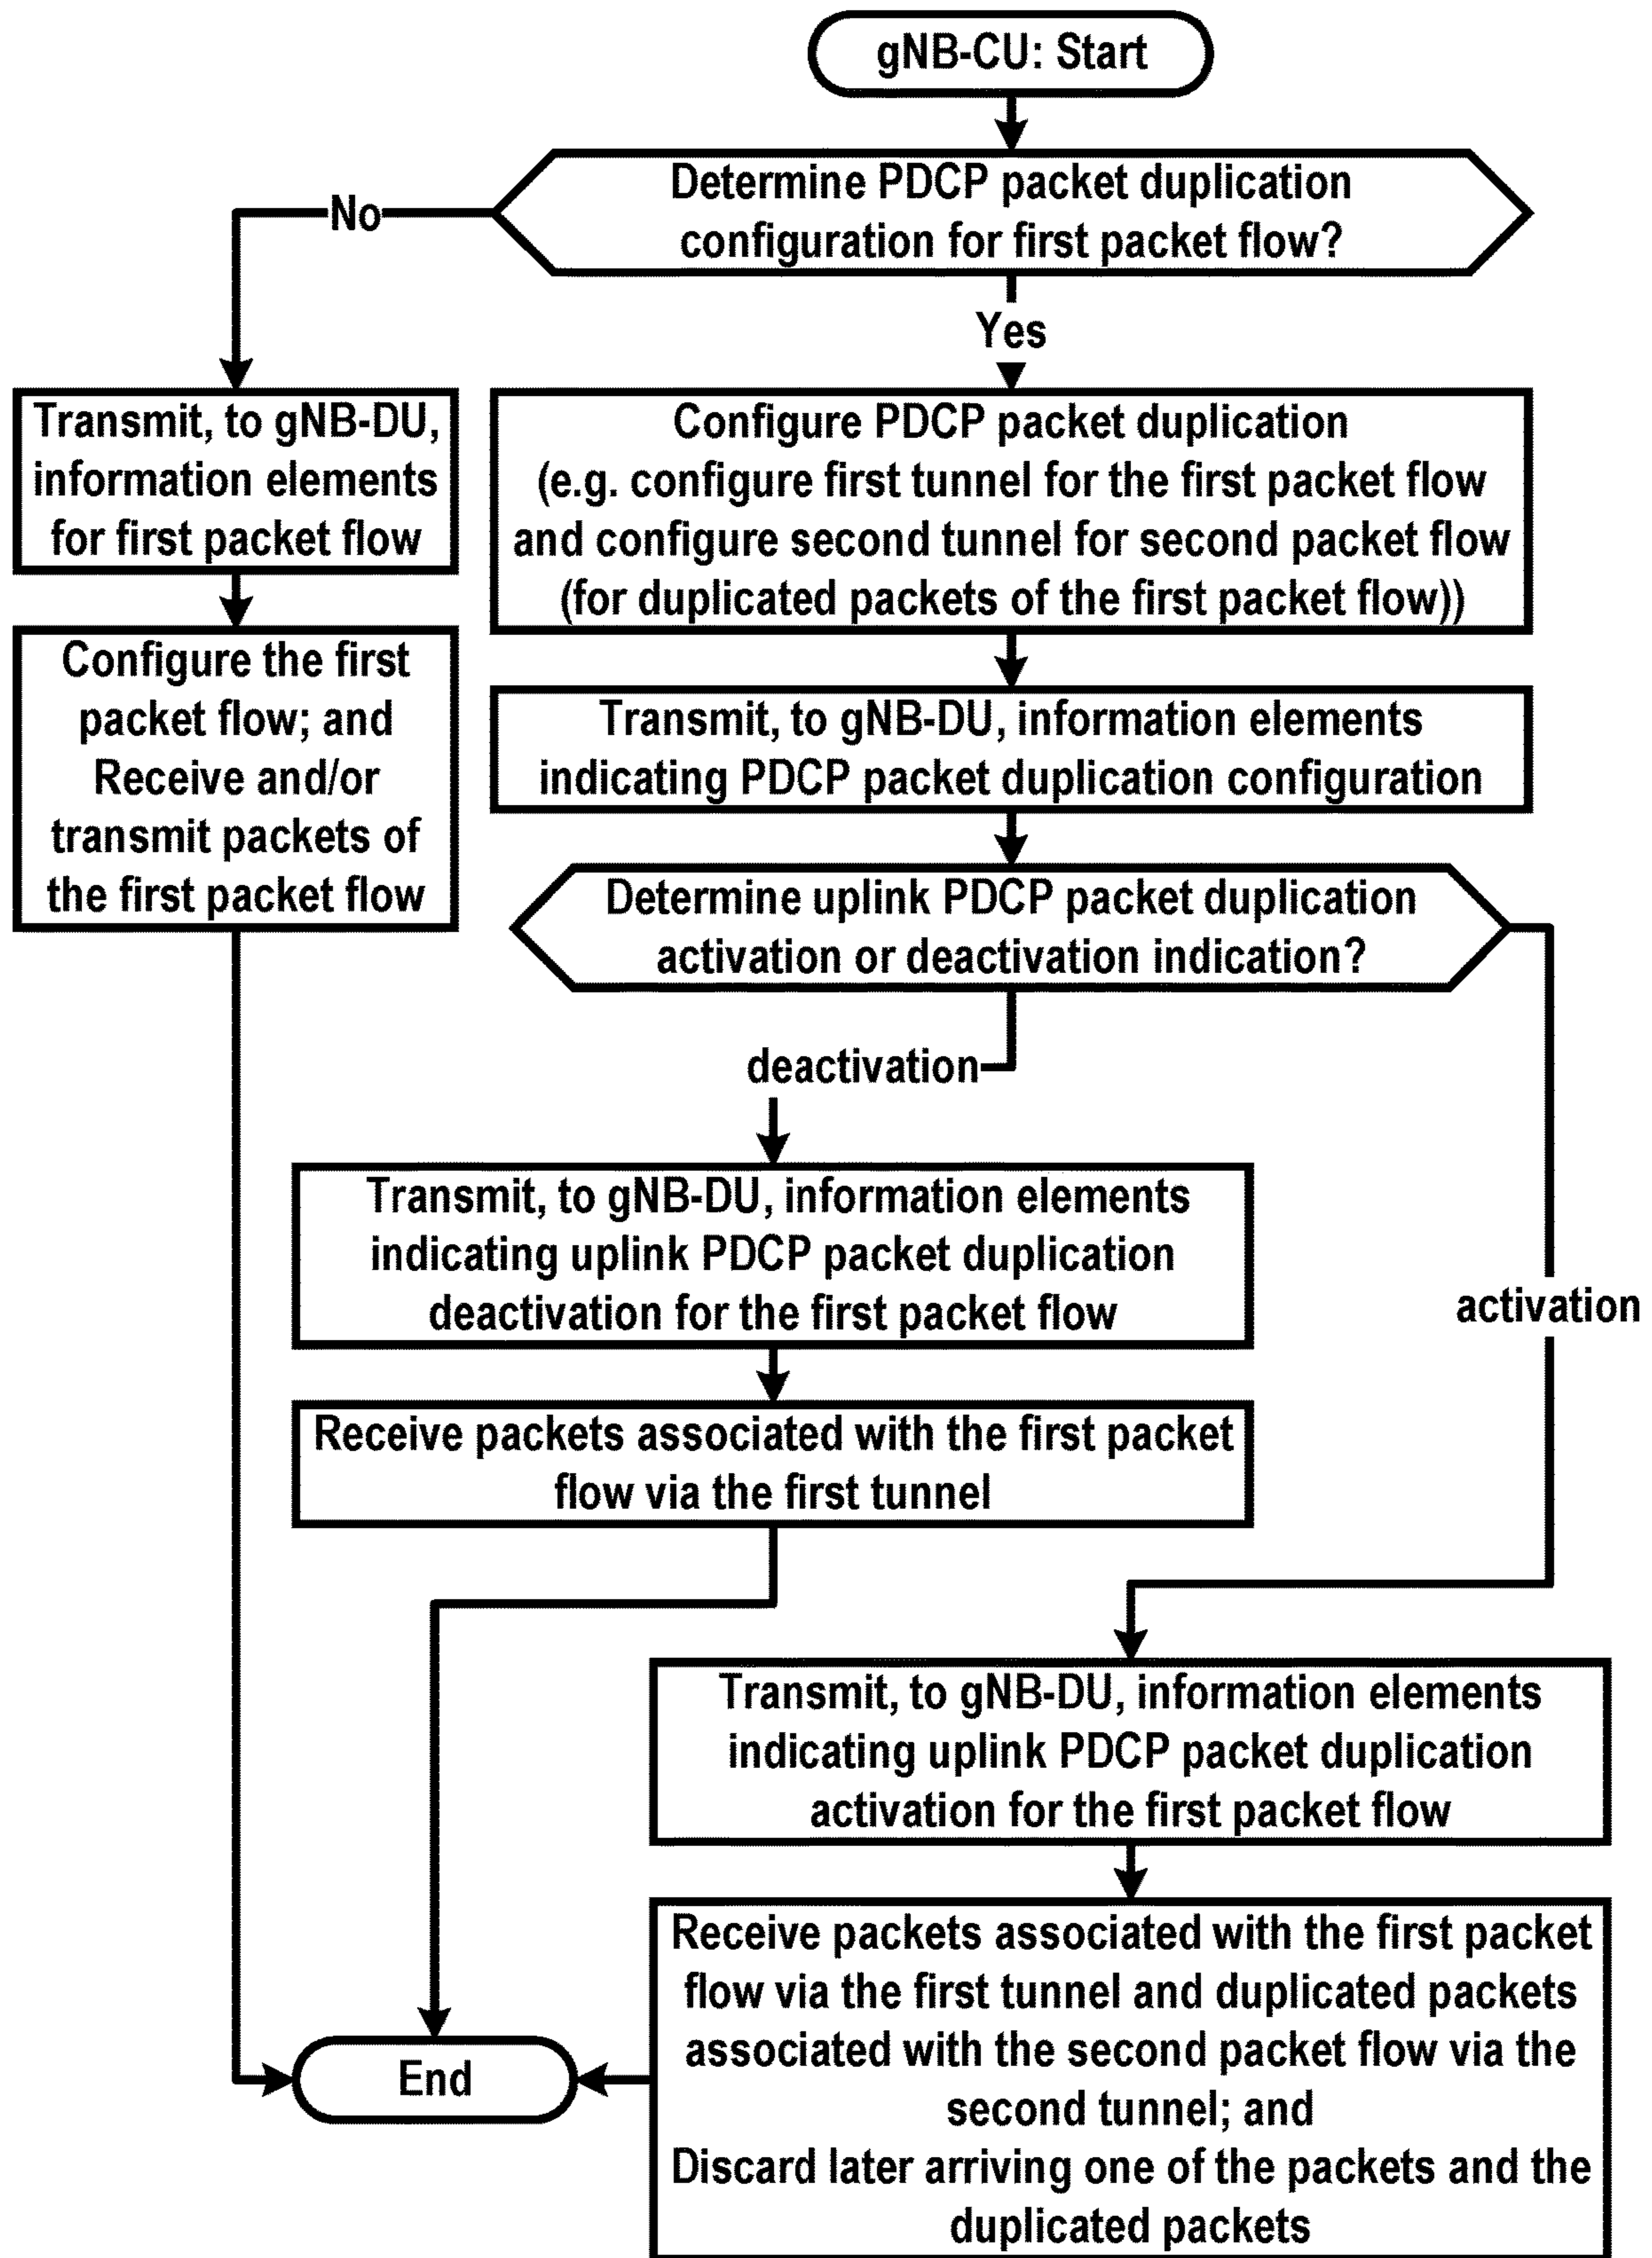 gNB-CU: Start
Determine PDCP packet duplication
configuration for first packet flow?
No
Yes
Transmit, to gNB-DU,
information elements
for first packet flow
Configure the first
packet flow; and
Receive and/or
transmit packets of
the first packet flow
Configure PDCP packet duplication
(e.g. configure first tunnel for the first packet flow
and configure second tunnel for second packet flow
(for duplicated packets of the first packet flow))
Transmit, to gNB-DU, information elements
indicating PDCP packet duplication configuration
Determine uplink PDCP packet duplication
activation or deactivation indication?
deactivation
activation
Transmit, to gNB-DU, information elements
indicating uplink PDCP packet duplication
deactivation for the first packet flow
Receive packets associated with the first packet
flow via the first tunnel
Transmit, to gNB-DU, information elements
indicating uplink PDCP packet duplication
activation for the first packet flow
Receive packets associated with the first packet
flow via the first tunnel and duplicated packets
associated with the second packet flow via the
second tunnel; and
Discard later arriving one of the packets and the
duplicated packets
End